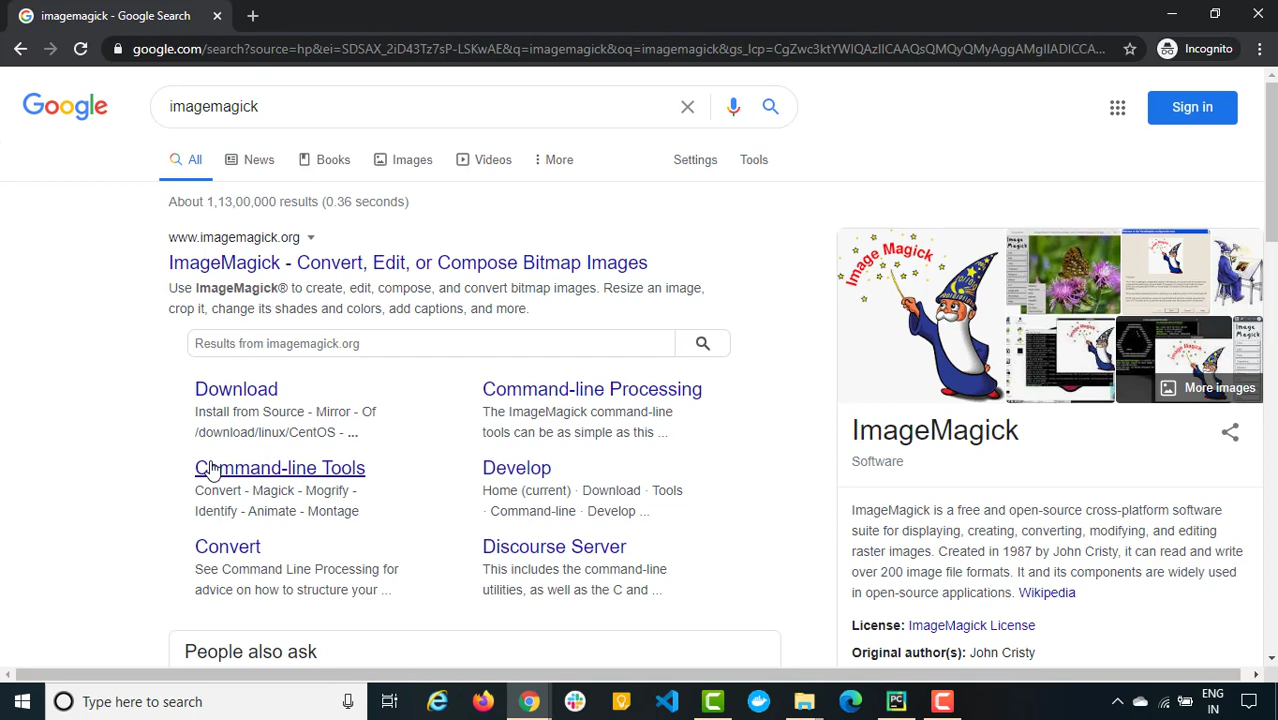 imagemagick - Google Search
google.com/search?source=hp&ei=SDSAX_2iD43Tz7sP-LSKwAE&q=imagemagick&oq=imagemagick&gs_lcp=CgZwc3ktYWIQAzIICAAQsQMQyQMyAggAMgIIADICCA...
Incognito
Google
imagemagick
Sign in
All News Books Images Videos More Settings Tools
About 1,13,00,000 results (0.36 seconds)
www.imagemagick.org
ImageMagick - Convert, Edit, or Compose Bitmap Images
Use ImageMagick® to create, edit, compose, and convert bitmap images. Resize an image,
crop it, change its shades and colors, add captions, and more.
Results from imagemagick.org
Download
Install from Source - Mirror - Of
/download/linux/CentOS - ...
Command-line Processing
The ImageMagick command-line
tools can be as simple as this ...
Command-line Tools
Convert - Magick - Mogrify -
Identify - Animate - Montage
Develop
Home (current) · Download · Tools
· Command-line · Develop ...
Convert
See Command Line Processing for
advice on how to structure your ...
Discourse Server
This includes the command-line
utilities, as well as the C and ...
People also ask
Image Magick
More images
ImageMagick
Software
ImageMagick is a free and open-source cross-platform software
suite for displaying, creating, converting, modifying, and editing
raster images. Created in 1987 by John Cristy, it can read and write
over 200 image file formats. It and its components are widely used
in open-source applications. Wikipedia
License: ImageMagick License
Original author(s): John Cristy
Type here to search
ENG
IN